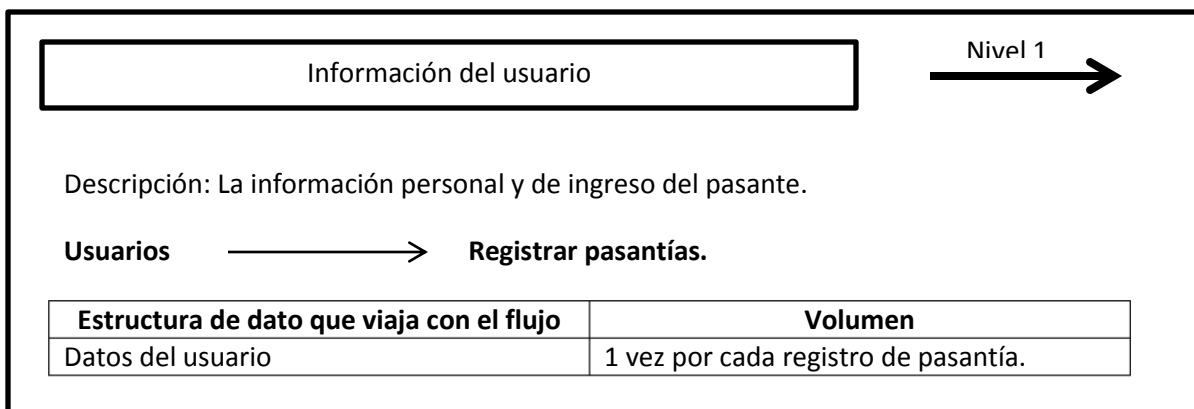 Información del usuario
Nivel 1
Descripción: La información personal y de ingreso del pasante.
Usuarios Registrar pasantías.
Estructura de dato que viaja con el flujo Volumen
Datos del usuario 1 vez por cada registro de pasantía.